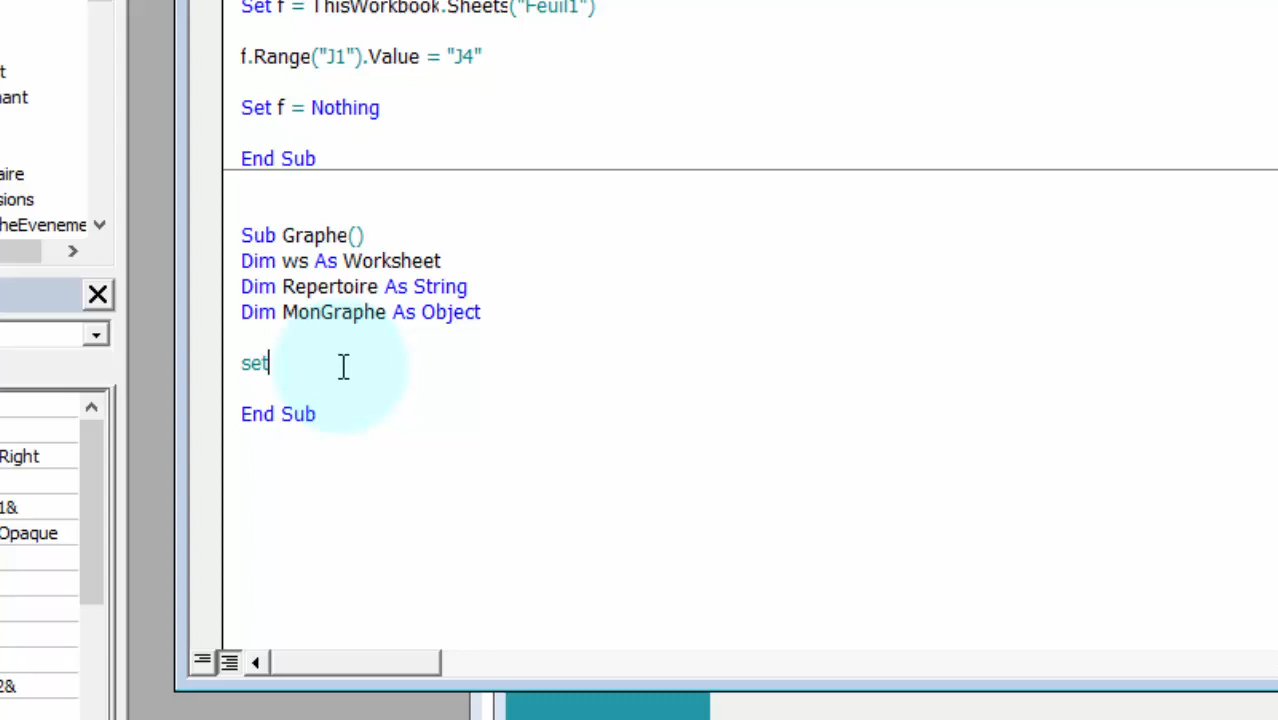 Set f = ThisWorkbook.Sheets("Feuil1")
t
f.Range("J1").Value = "J4"
nant
Set f = Nothing
End Sub
aire
sions
heEveneme
Sub Graphe()
Dim ws As Worksheet
Dim Repertoire As String
Dim MonGraphe As Object
set
End Sub
Right
1&
Opaque
2&